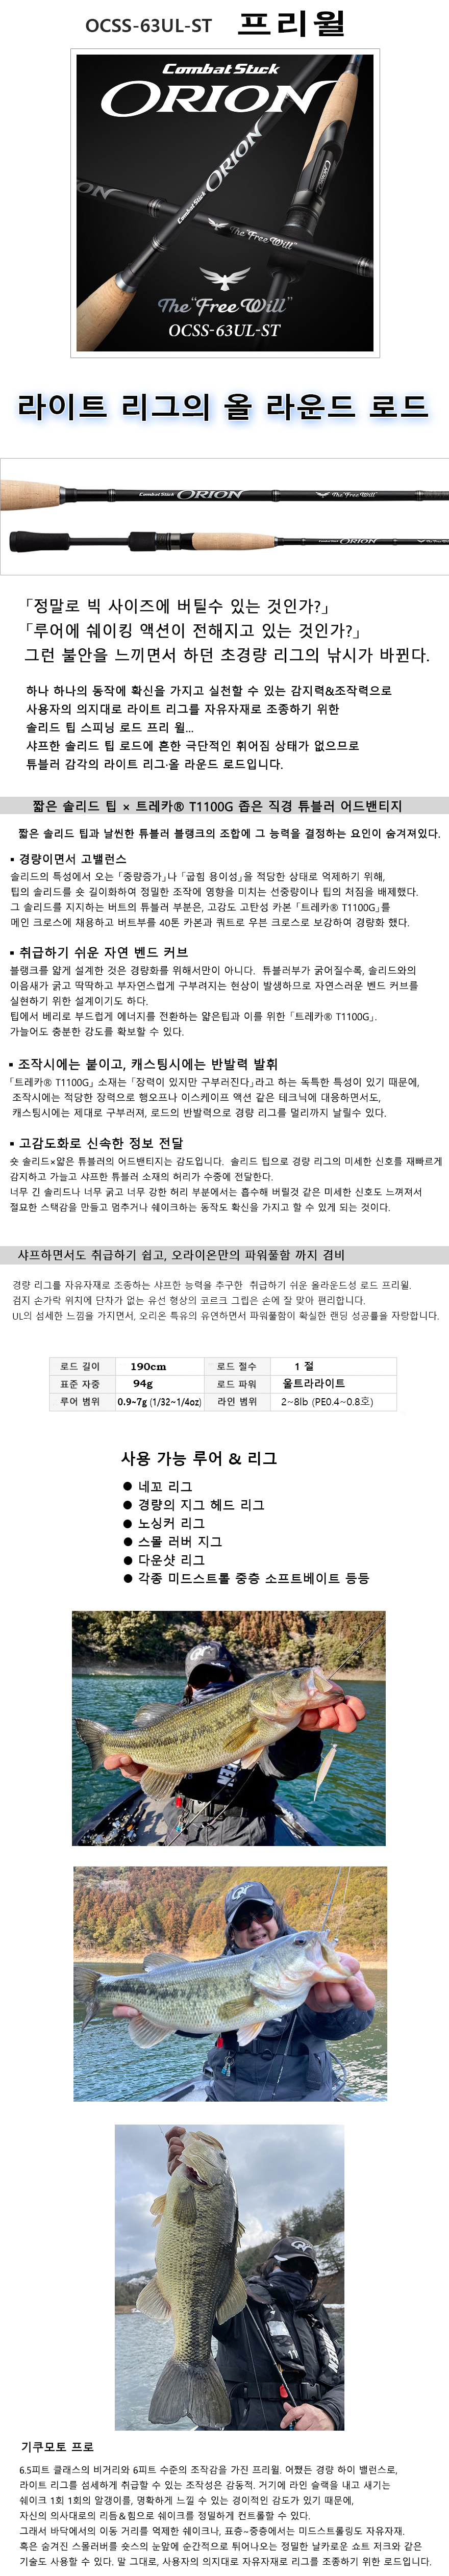 OCSS-63UL-ST 프리윌
Combat Stick
ORION
Combat Stick ORION
The "Free Will"
The "Free Will"
OCSS-63UL-ST
라이트 리그의 올 라운드 로드
Combat Stick ORION The "Free Will"
Combat Stick ORION The "Free Will"
「정말로 빅 사이즈에 버틸수 있는 것인가?」
「루어에 쉐이킹 액션이 전해지고 있는 것인가?」
그런 불안을 느끼면서 하던 초경량 리그의 낚시가 바뀐다.
하나 하나의 동작에 확신을 가지고 실천할 수 있는 감지력&조작력으로
사용자의 의지대로 라이트 리그를 자유자재로 조종하기 위한
솔리드 팁 스피닝 로드 프리 윌...
샤프한 솔리드 팁 로드에 흔한 극단적인 휘어짐 상태가 없으므로
튜블러 감각의 라이트 리그·올 라운드 로드입니다.
짧은 솔리드 팁 × 트레카® T1100G 좁은 직경 튜블러 어드밴티지
짧은 솔리드 팁과 날씬한 튜블러 블랭크의 조합에 그 능력을 결정하는 요인이 숨겨져있다.
▪ 경량이면서 고밸런스
솔리드의 특성에서 오는 「중량증가」나 「굽힘 용이성」을 적당한 상태로 억제하기 위해,
팁의 솔리드를 숏 길이화하여 정밀한 조작에 영향을 미치는 선중량이나 팁의 처짐을 배제했다.
그 솔리드를 지지하는 버트의 튜블러 부분은, 고강도 고탄성 카본 「트레카® T1100G」를
메인 크로스에 채용하고 버트부를 40톤 카본과 쿼트로 우븐 크로스로 보강하여 경량화 했다.
▪ 취급하기 쉬운 자연 벤드 커브
블랭크를 얇게 설계한 것은 경량화를 위해서만이 아니다. 튜블러부가 굵어질수록, 솔리드와의
이음새가 굵고 딱딱하고 부자연스럽게 구부려지는 현상이 발생하므로 자연스러운 벤드 커브를
실현하기 위한 설계이기도 하다.
팁에서 베리로 부드럽게 에너지를 전환하는 얇은팁과 이를 위한 「트레카® T1100G」.
가늘어도 충분한 강도를 확보할 수 있다.
▪ 조작시에는 붙이고, 캐스팅시에는 반발력 발휘
「트레카® T1100G」 소재는 「장력이 있지만 구부러진다」라고 하는 독특한 특성이 있기 때문에,
조작시에는 적당한 장력으로 행오프나 이스케이프 액션 같은 테크닉에 대응하면서도,
캐스팅시에는 제대로 구부러져, 로드의 반발력으로 경량 리그를 멀리까지 날릴수 있다.
▪ 고감도화로 신속한 정보 전달
숏 솔리드×얇은 튜블러의 어드밴티지는 감도입니다. 솔리드 팁으로 경량 리그의 미세한 신호를 재빠르게
감지하고 가늘고 샤프한 튜블러 소재의 허리가 수중에 전달한다.
너무 긴 솔리드나 너무 굵고 너무 강한 허리 부분에서는 흡수해 버릴것 같은 미세한 신호도 느껴져서
절묘한 스택감을 만들고 멈추거나 쉐이크하는 동작도 확신을 가지고 할 수 있게 되는 것이다.
샤프하면서도 취급하기 쉽고, 오라이온만의 파워풀함 까지 겸비
경량 리그를 자유자재로 조종하는 샤프한 능력을 추구한 취급하기 쉬운 올라운드성 로드 프리윌.
검지 손가락 위치에 단차가 없는 유선 형상의 코르크 그립은 손에 잘 맞아 편리합니다.
UL의 섬세한 느낌을 가지면서, 오리온 특유의 유연하면서 파워풀함이 확실한 랜딩 성공률을 자랑합니다.
로드 길이 190cm 로드 절수 1 절
표준 자중 94g 로드 파워 울트라라이트
루어 범위 0.9~7g (1/32~1/4oz) 라인 범위 2~8lb (PE0.4~0.8호)
사용 가능 루어 & 리그
● 네꼬 리그
● 경량의 지그 헤드 리그
● 노싱커 리그
● 스몰 러버 지그
● 다운샷 리그
● 각종 미드스트롤 중층 소프트베이트 등등
기쿠모토 프로
6.5피트 클래스의 비거리와 6피트 수준의 조작감을 가진 프리윌. 어쨌든 경량 하이 밸런스로,
라이트 리그를 섬세하게 취급할 수 있는 조작성은 감동적. 거기에 라인 슬랙을 내고 새기는
쉐이크 1회 1회의 알갱이를, 명확하게 느낄 수 있는 경이적인 감도가 있기 때문에,
자신의 의사대로의 리듬＆힘으로 쉐이크를 정밀하게 컨트롤할 수 있다.
그래서 바닥에서의 이동 거리를 억제한 쉐이크나, 표층~중층에서는 미드스트롤링도 자유자재.
혹은 숨겨진 스몰러버를 숏스의 눈앞에 순간적으로 튀어나오는 정밀한 날카로운 쇼트 저크와 같은
기술도 사용할 수 있다. 말 그대로, 사용자의 의지대로 자유자재로 리그를 조종하기 위한 로드입니다.